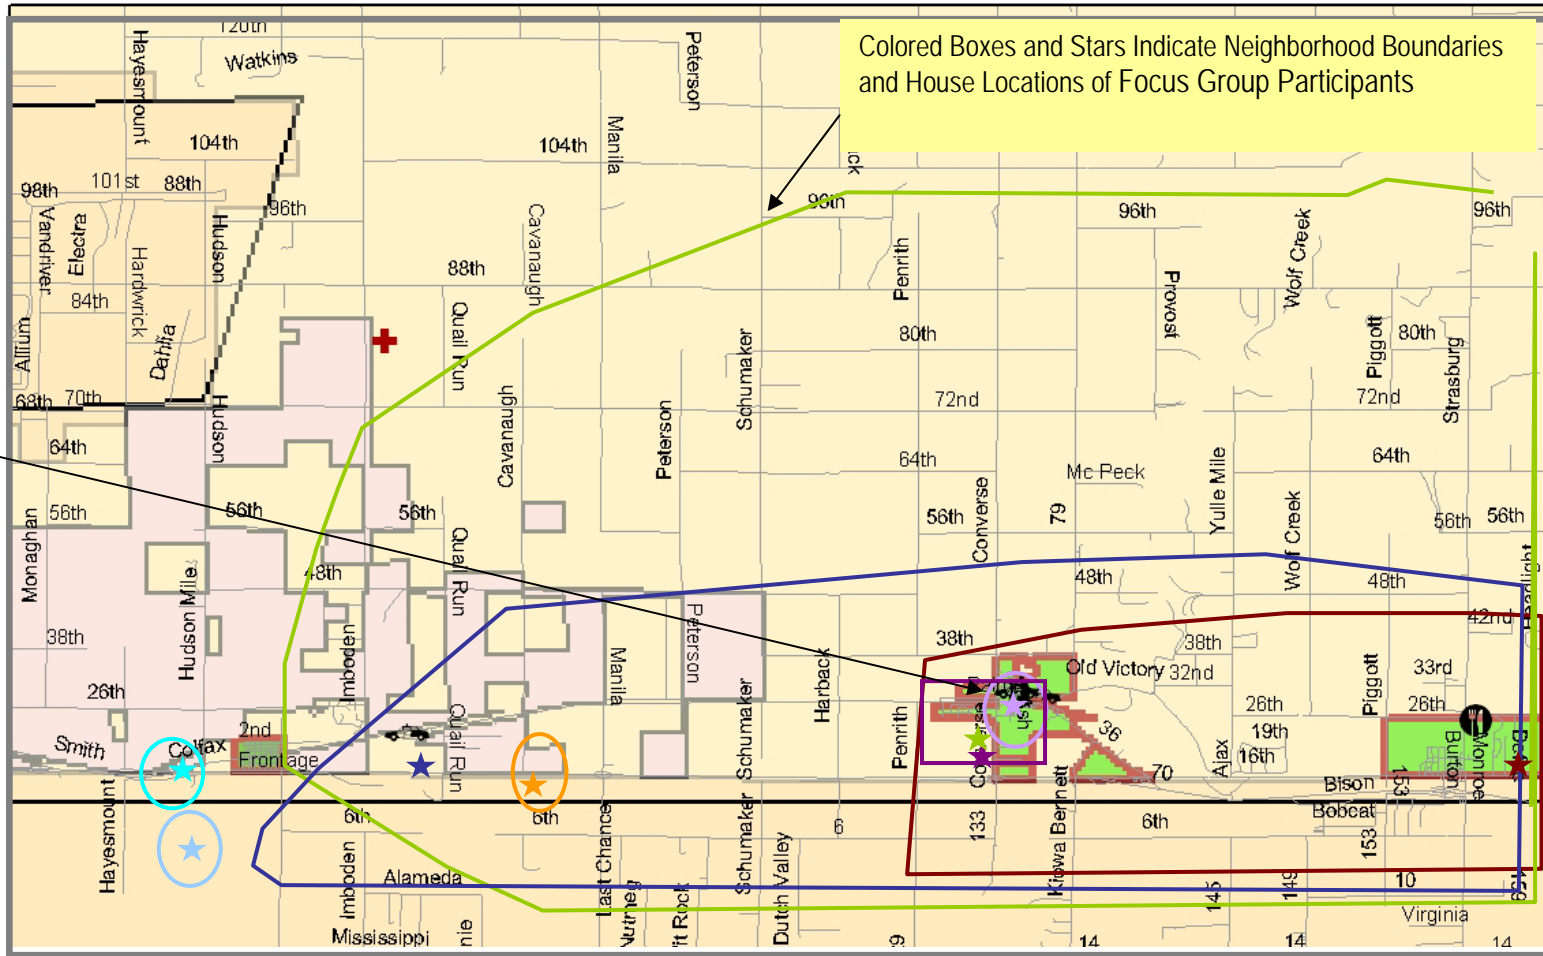 Colored Boxes and Stars Indicate Neighborhood Boundaries
and House Locations of Focus Group Participants
120th
Hayesmount
Watkins
Peterson
104th
104th
Manila
98th
101st
88th
96th
96th
96th
96th
Vandriver
Electra
Hardwrick
Hudson
Cavanaugh
88th
Penrith
Provost
Wolf Creek
84th
Allium
Dahlia
Quail Run
Schumaker
80th
Piggott
80th
Strasburg
68th
70th
Hudson
Cavanaugh
Peterson
72nd
72nd
64th
64th
Mc Peck
64th
Monaghan
56th
56th
56th
Quail Run
56th
Converse
79
Yulle Mile
Wolf Creek
56th
56th
48th
48th
48th
Headlight
Hudson Mile
38th
Imboden
Manila
Peterson
38th
38th
42nd
Old Victory
32nd
Piggott
33rd
26th
Harback
Schumaker
26th
26th
Smith
Colfax
2nd
Frontage
Quail Run
Penrith
36
19th
16th
Ajax
Monroe
Burton
70
Bison
153
Bobcat
Hayesmount
6th
6th
Last Chance
Schumaker
6
133
Kiowa Bennett
6th
153
Imboden
Alameda
Dutch Valley
145
149
10
159
Mississippi
Nutmeg
Virginia
14
14
14